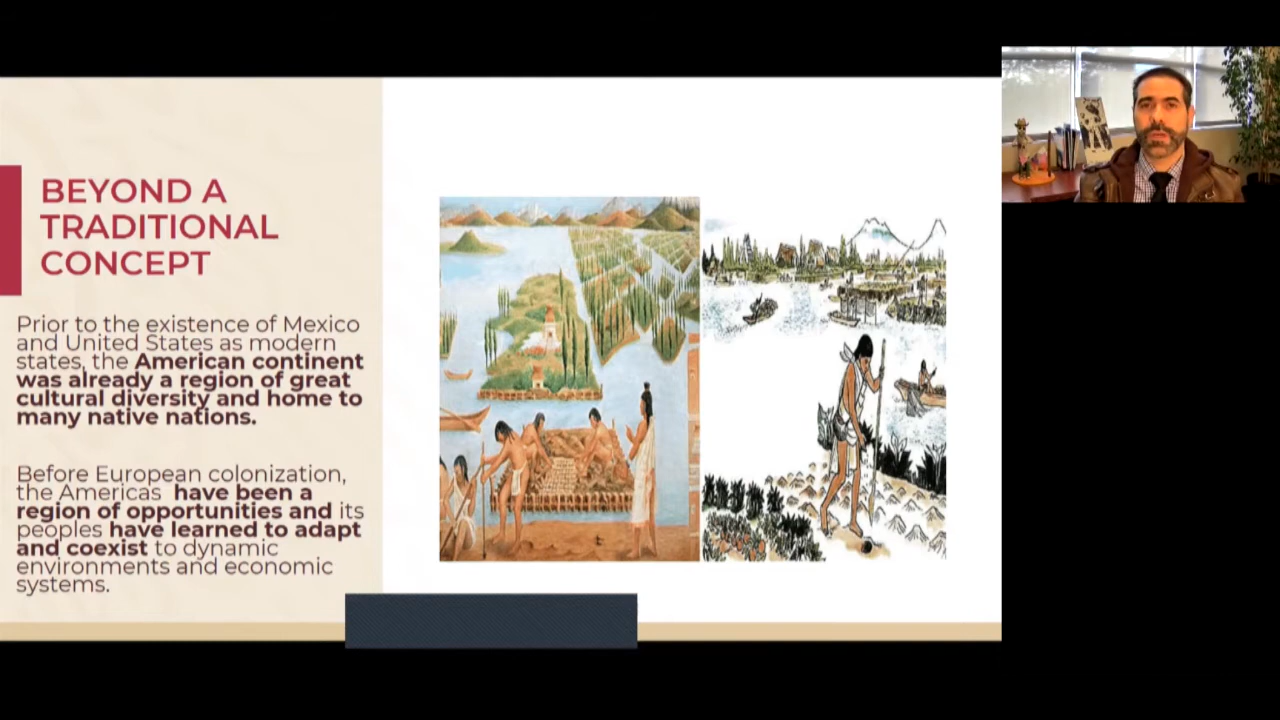 BEYOND A
TRADITIONAL
CONCEPT
Prior to the existence of Mexico
and United States as modern
states, the American continent
was already a region of great
cultural diversity and home to
many native nations.
Before European colonization,
the Americas have been a
region of opportunities and its
peoples have learned to adapt
and coexist to dynamic
environments and economic
systems.